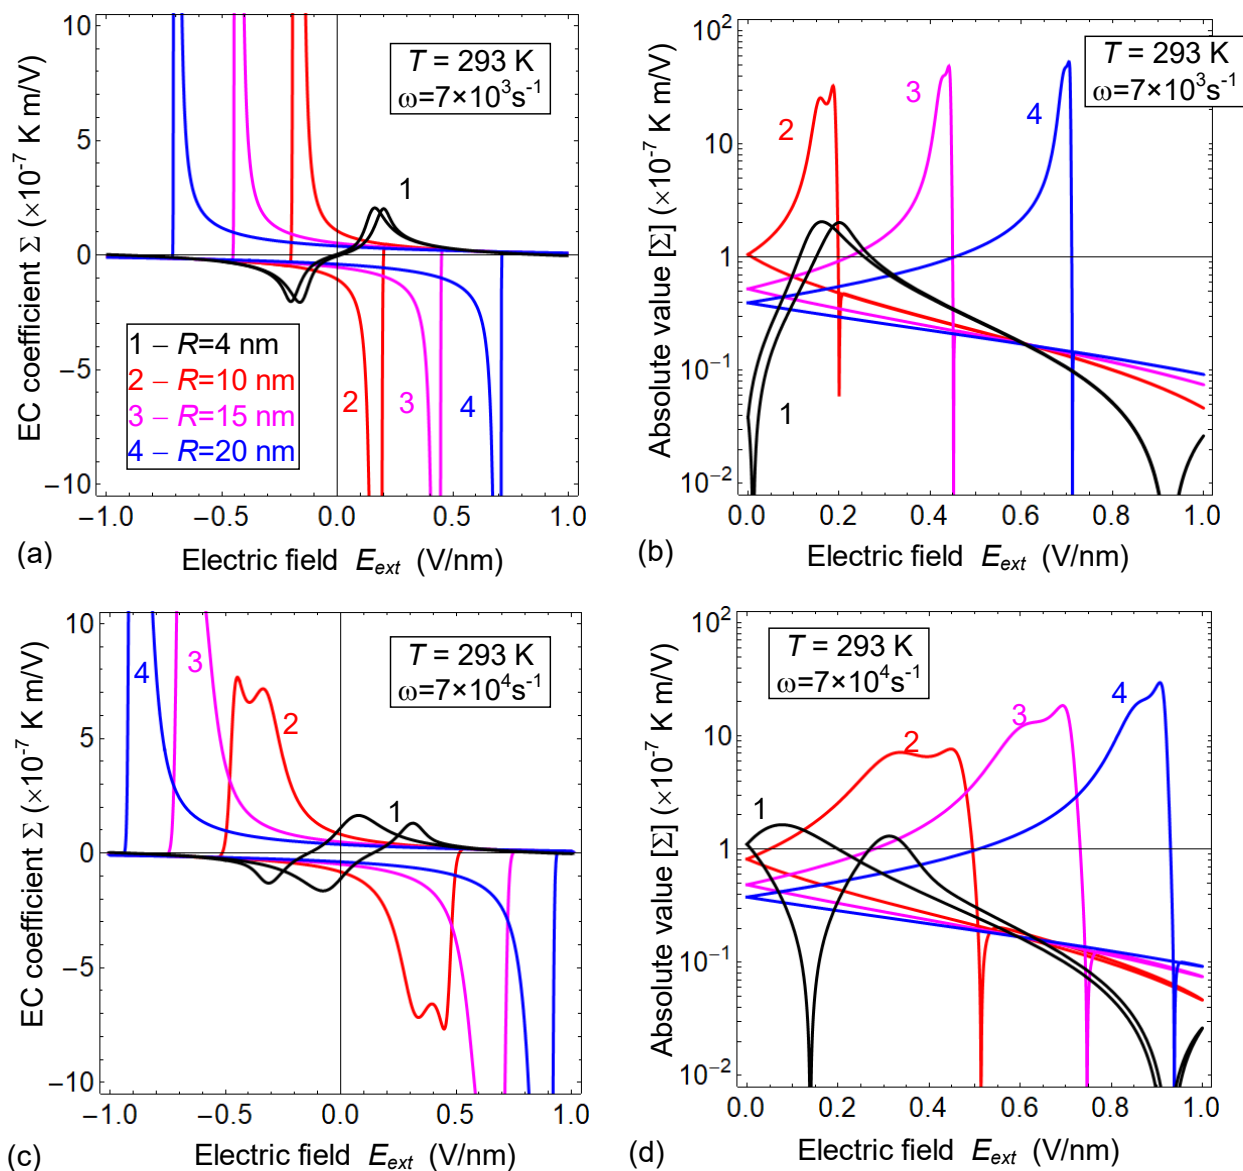 10
5
0
−5
−10
EC coefficient Σ (×10⁻⁷ K m/V)
T = 293 K
ω=7×10³s⁻¹
1
1 – R=4 nm
2 – R=10 nm
3 – R=15 nm
4 – R=20 nm
2
3
4
−1.0
−0.5
0.0
0.5
1.0
(a)
Electric field E_ext (V/nm)
10²
10
1
10⁻¹
10⁻²
Absolute value [Σ] (×10⁻⁷ K m/V)
T = 293 K
ω=7×10³s⁻¹
2
3
4
1
0.0
0.2
0.4
0.6
0.8
1.0
(b)
Electric field E_ext (V/nm)
10
5
0
−5
−10
EC coefficient Σ (×10⁻⁷ K m/V)
T = 293 K
ω=7×10⁴s⁻¹
4
3
2
1
−1.0
−0.5
0.0
0.5
1.0
(c)
Electric field E_ext (V/nm)
10²
10
1
10⁻¹
10⁻²
Absolute value [Σ] (×10⁻⁷ K m/V)
T = 293 K
ω=7×10⁴s⁻¹
1
2
3
4
0.0
0.2
0.4
0.6
0.8
1.0
(d)
Electric field E_ext (V/nm)